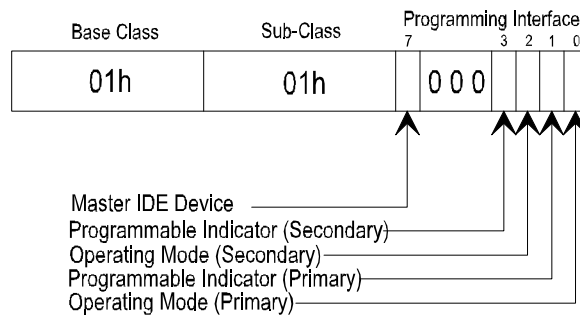 Base Class Sub-Class Programming Interface
7 3 2 1 0
01h 01h 0 0 0
Master IDE Device
Programmable Indicator (Secondary)
Operating Mode (Secondary)
Programmable Indicator (Primary)
Operating Mode (Primary)